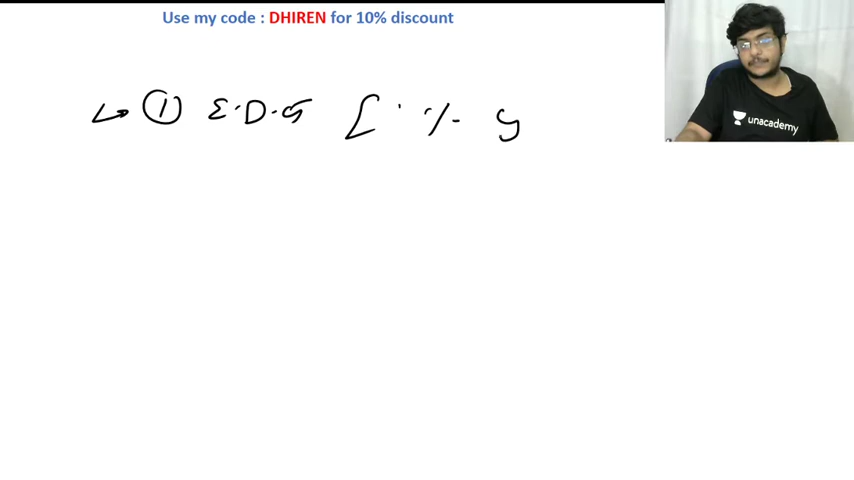 Use my code : DHIREN for 10% discount
① E.D.G [ . % g
unacademy